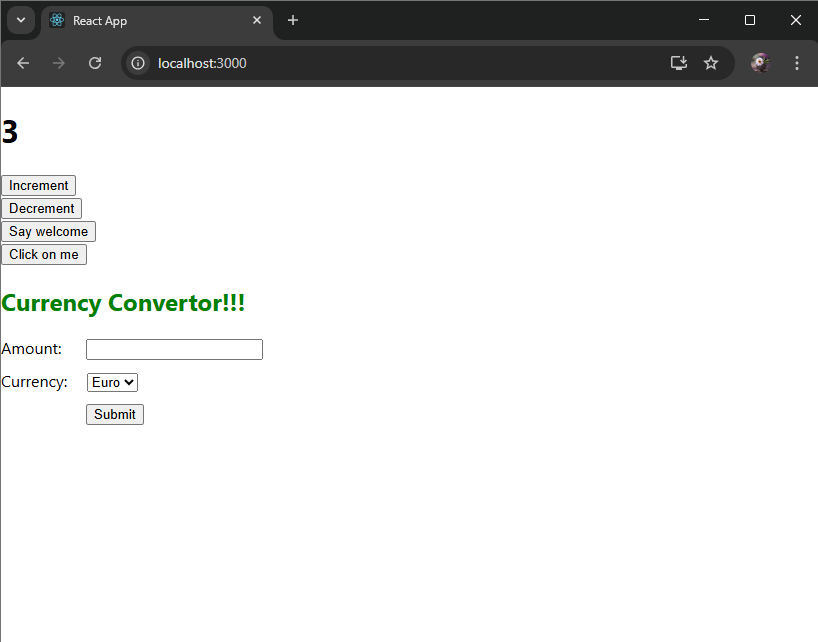 React App
localhost:3000
3
Increment
Decrement
Say welcome
Click on me
Currency Convertor!!!
Amount:
Currency: Euro
Submit